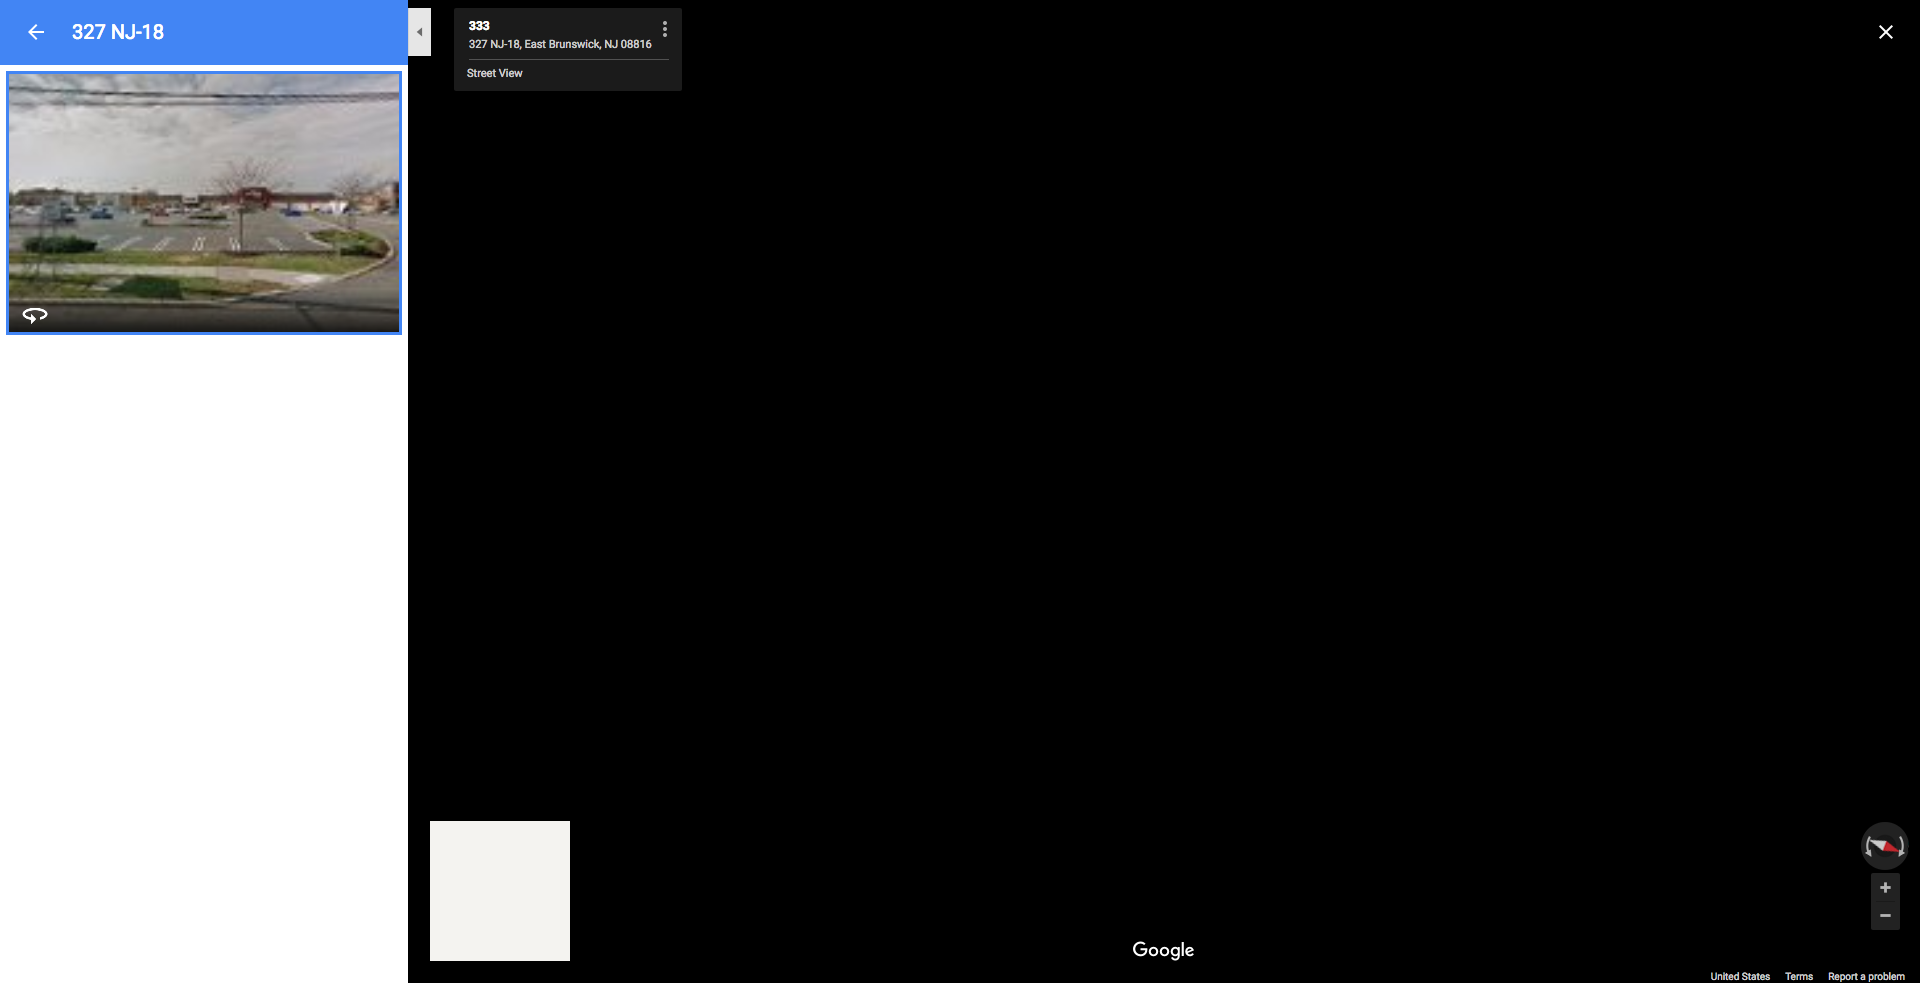 327 NJ-18
333
327 NJ-18, East Brunswick, NJ 08816
Street View
Google
United States Terms Report a problem